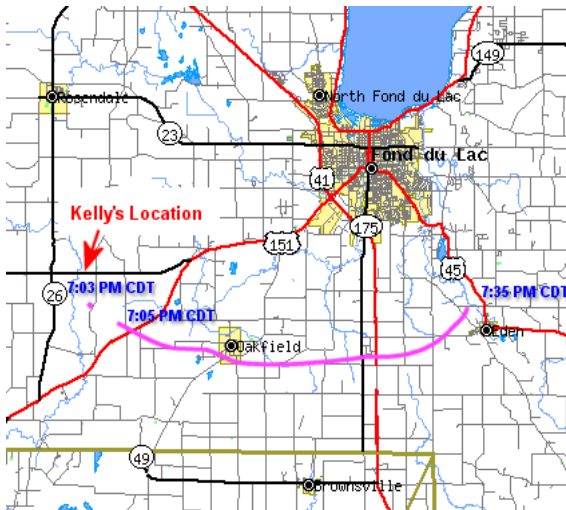 149
Rosendale
North Fond du Lac
23
Fond du Lac
41
Kelly's Location
175
151
45
7:03 PM CDT
26
7:35 PM CDT
7:05 PM CDT
Eden
Oakfield
49
Brownsville